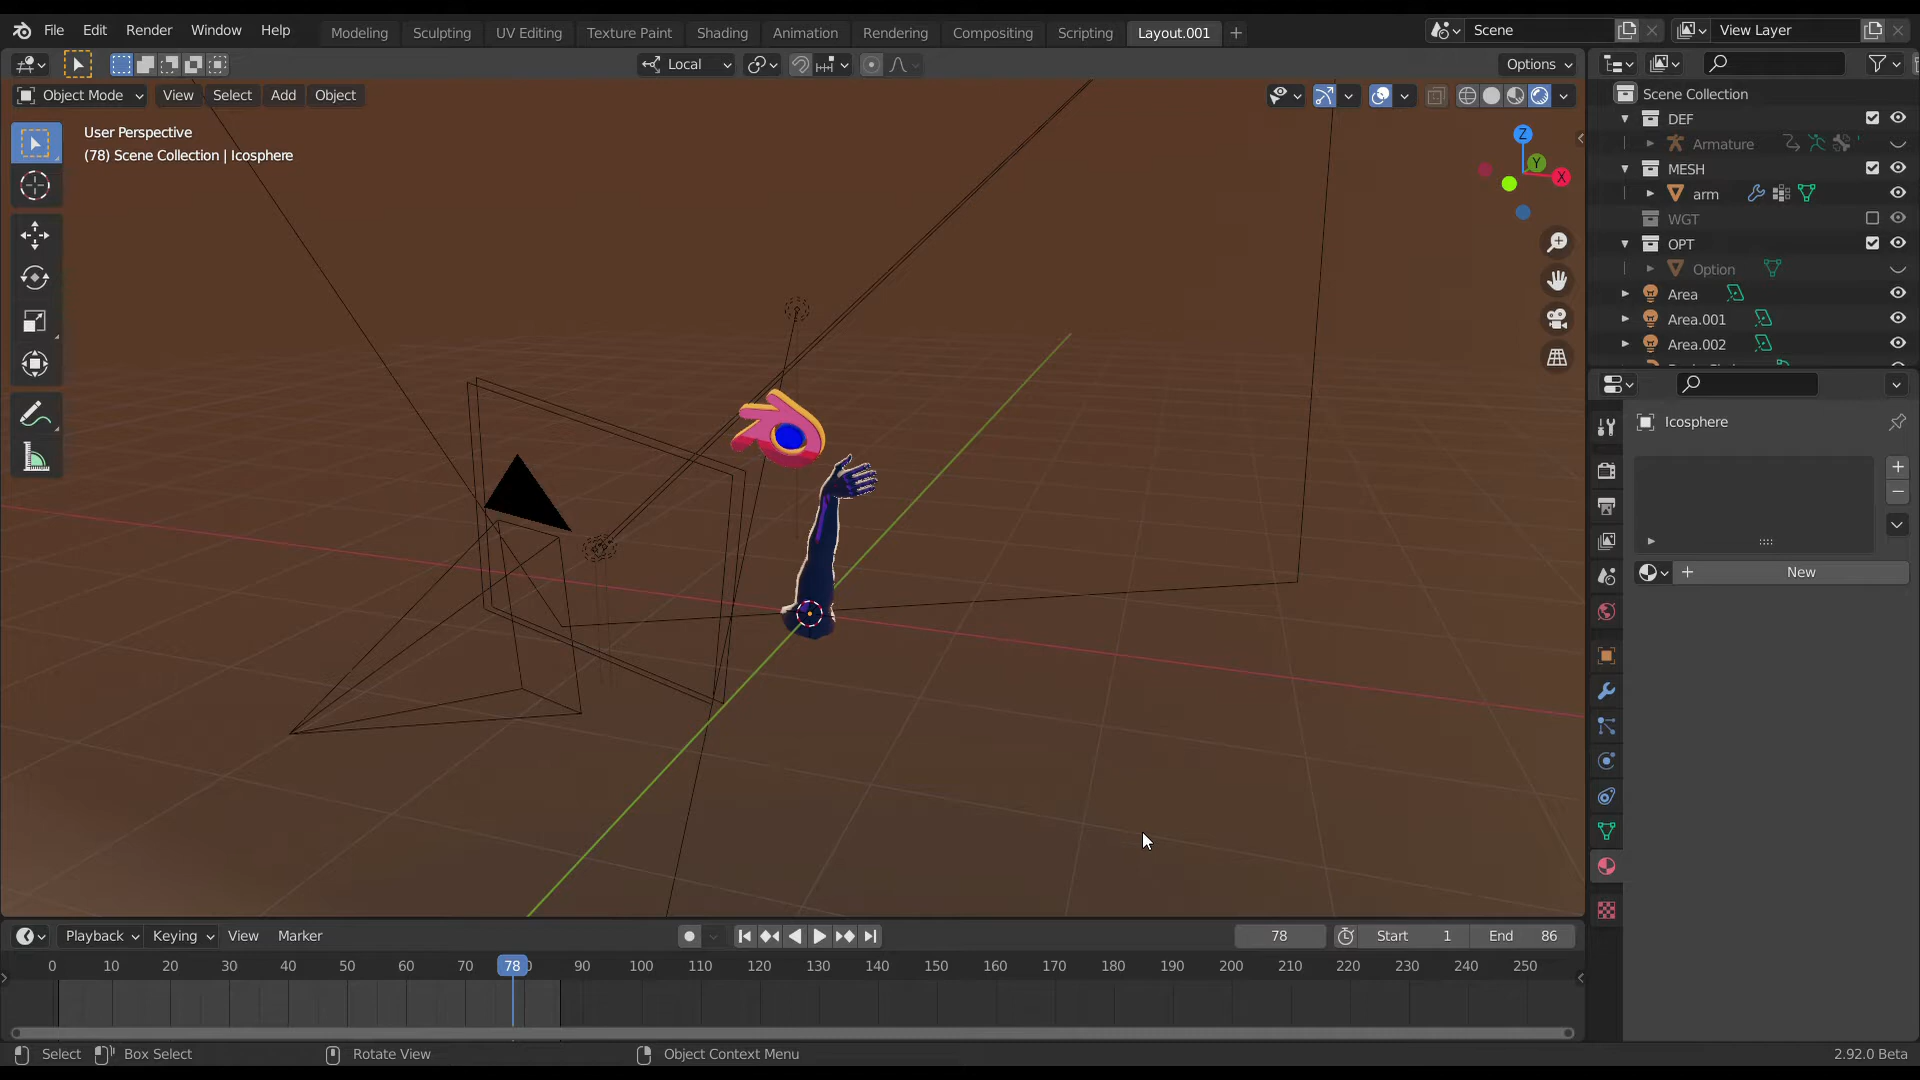 File Edit Render Window Help Modeling Sculpting UV Editing Texture Paint Shading Animation Rendering Compositing Scripting Layout.001 Scene View Layer
Local Options
Object Mode View Select Add Object
Scene Collection
User Perspective
(78) Scene Collection | Icosphere
Z
Y
X
DEF
Armature
MESH
arm
WGT
OPT
Option
Area
Area.001
Area.002
Icosphere
New
Playback Keying View Marker 78 Start 1 End 86
0 10 20 30 40 50 60 70 78 90 100 110 120 130 140 150 160 170 180 190 200 210 220 230 240 250
Select Box Select Rotate View Object Context Menu 2.92.0 Beta